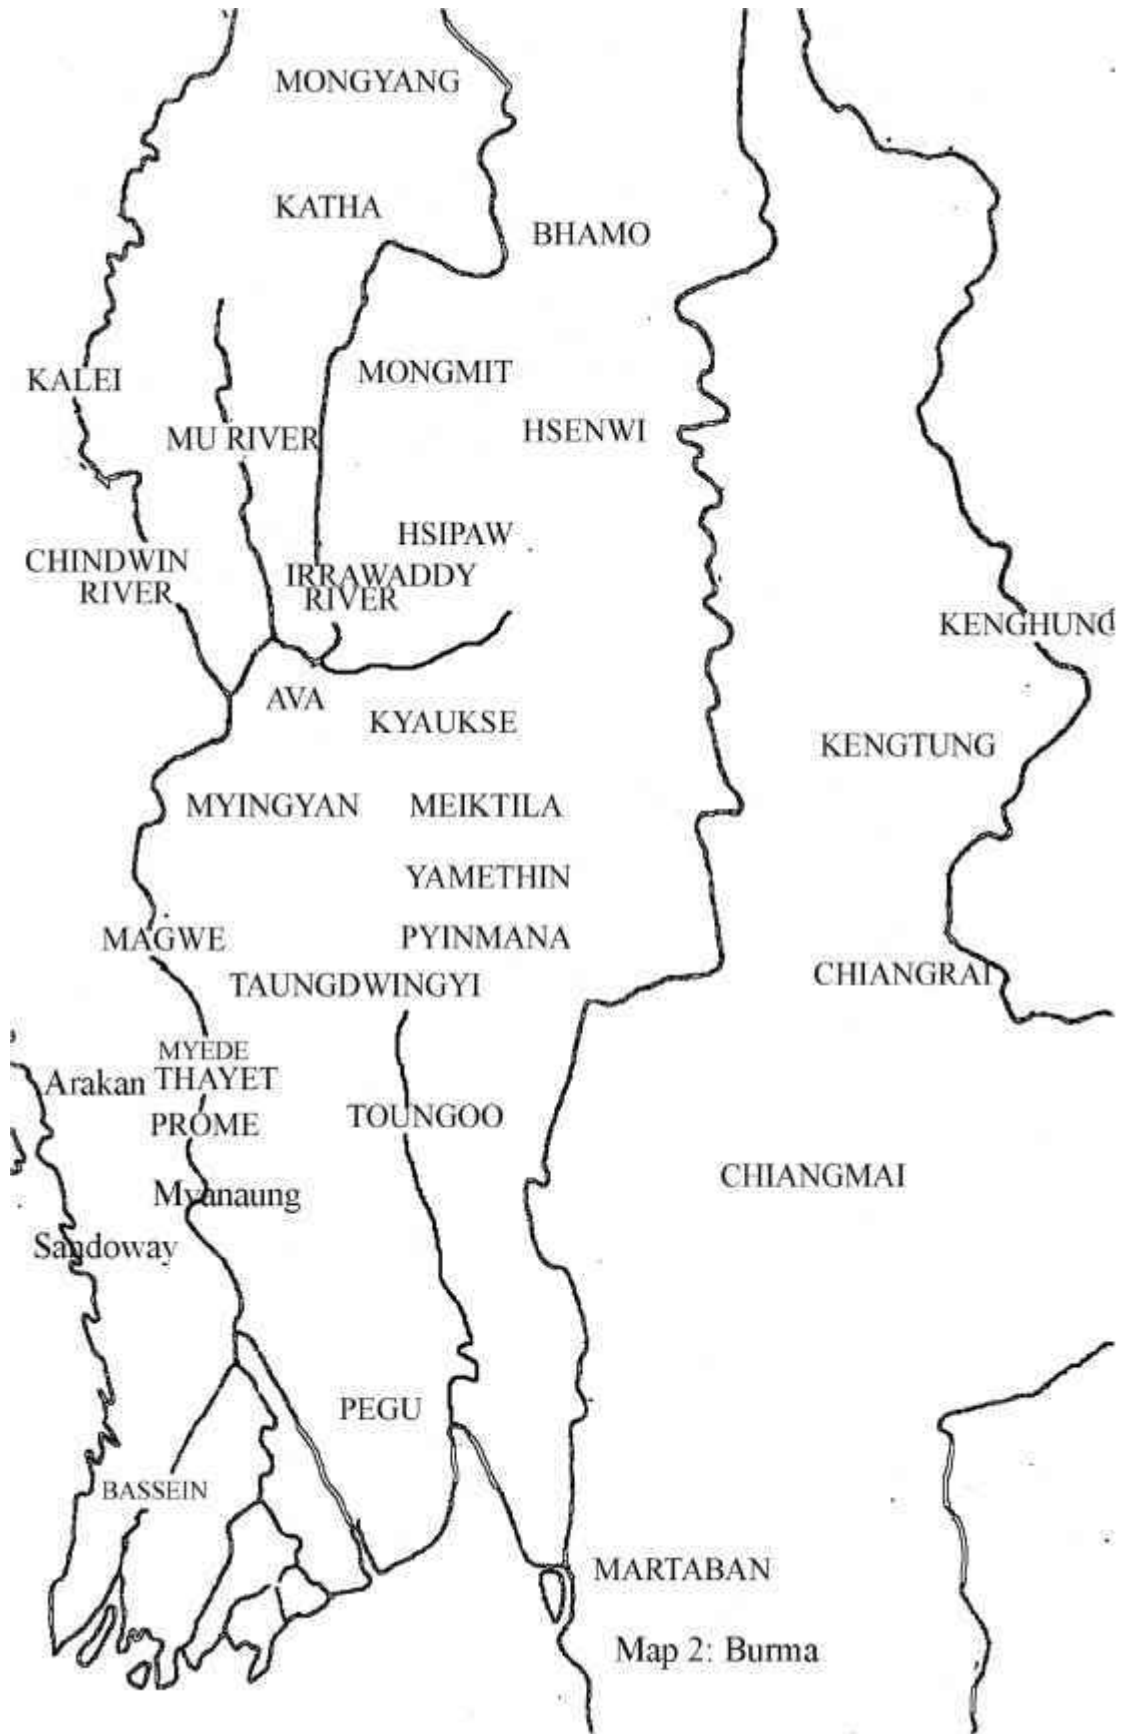 MONGYANG
KATHA
BHAMO
KALEI
MONGMIT
MU RIVER
HSENWI
HSIPAW
CHINDWIN
RIVER
IRRAWADDY
RIVER
KENGHUNG
AVA
KYAUKSE
KENGTUNG
MYINGYAN
MEIKTILA
YAMETHIN
MAGWE
PYINMANA
TAUNGDWINGYI
CHIANGRAI
MYEDE
Arakan
THAYET
PROME
TOUNGOO
CHIANGMAI
Myanaung
Sandoway
PEGU
BASSEIN
MARTABAN
Map 2: Burma